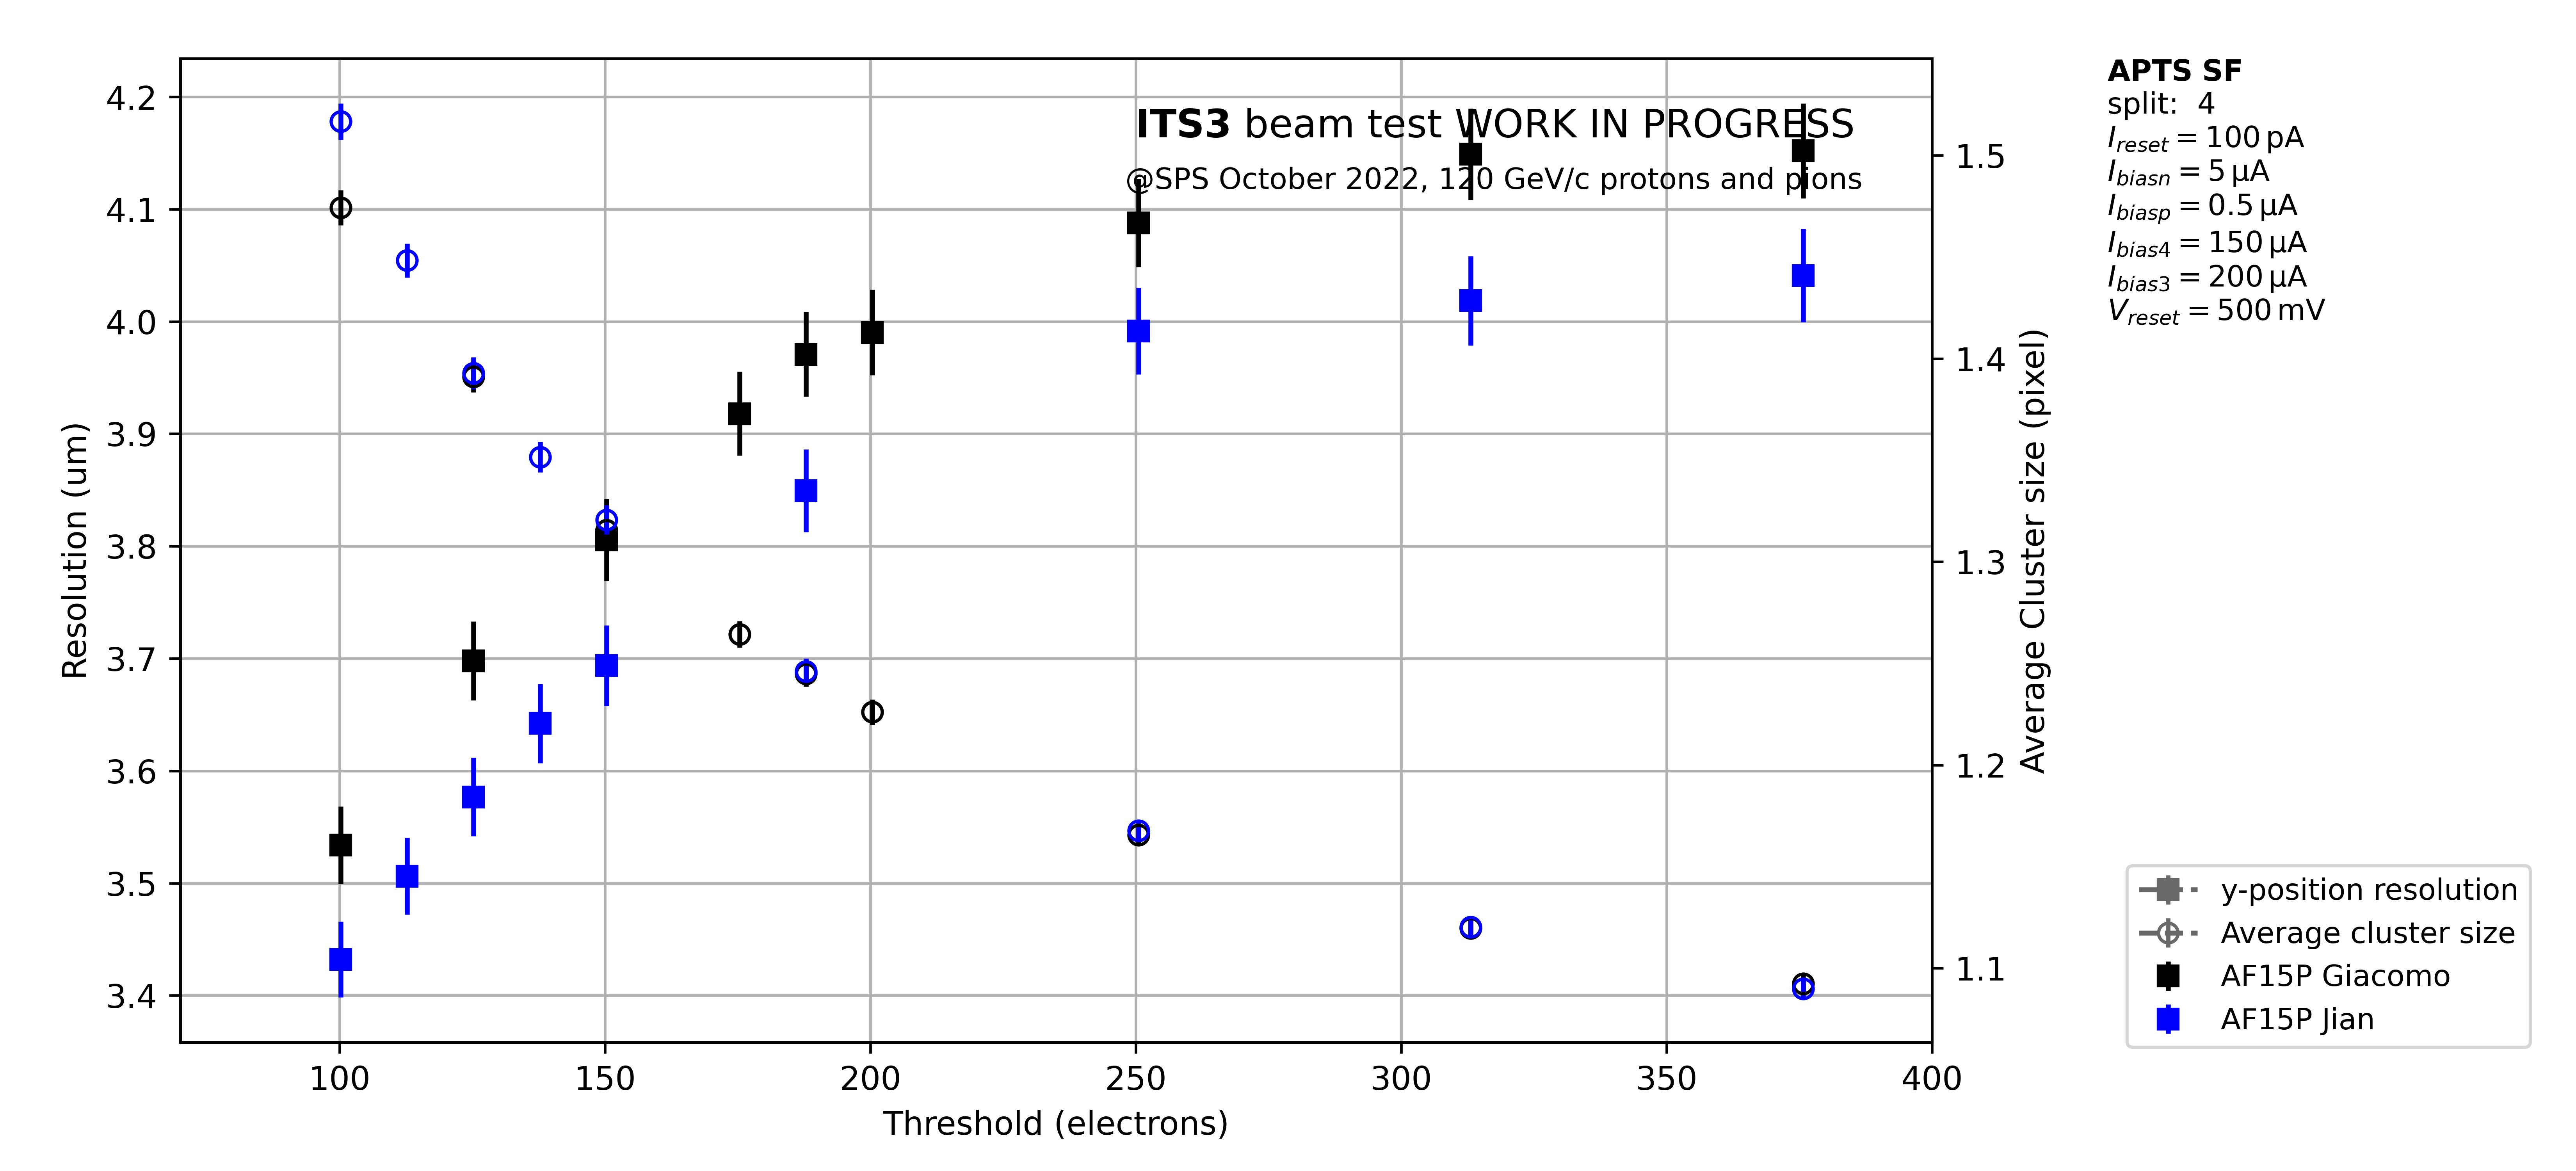 ITS3 beam test WORK IN PROGRESS
@SPS October 2022, 120 GeV/c protons and pions
4.2
4.1
4.0
3.9
3.8
3.7
3.6
3.5
3.4
Resolution (um)
100
150
200
250
300
350
400
Threshold (electrons)
1.5
1.4
1.3
1.2
1.1
Average Cluster size (pixel)
APTS SF
split: 4
I_reset = 100 pA
I_biasn = 5 μA
I_biasp = 0.5 μA
I_bias4 = 150 μA
I_bias3 = 200 μA
V_reset = 500 mV
y-position resolution
Average cluster size
AF15P Giacomo
AF15P Jian